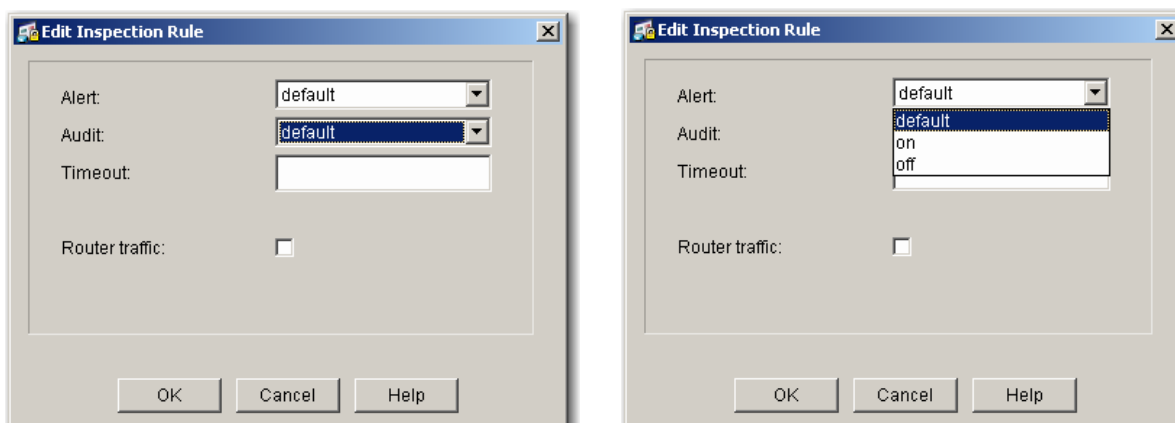 Edit Inspection Rule
Alert: default
Audit: default
Timeout:
Router traffic:
OK Cancel Help
Edit Inspection Rule
Alert: default
default
Audit:
on
off
Timeout:
Router traffic:
OK Cancel Help